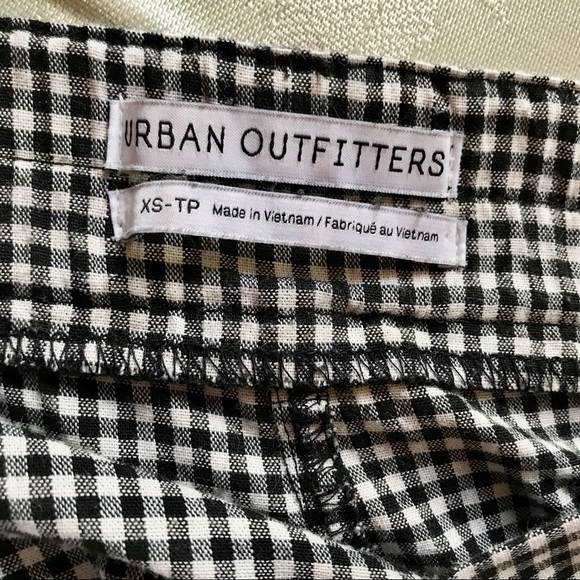 URBAN OUTFITTERS
XS-TP Made in Vietnam / Fabriqué au Vietnam